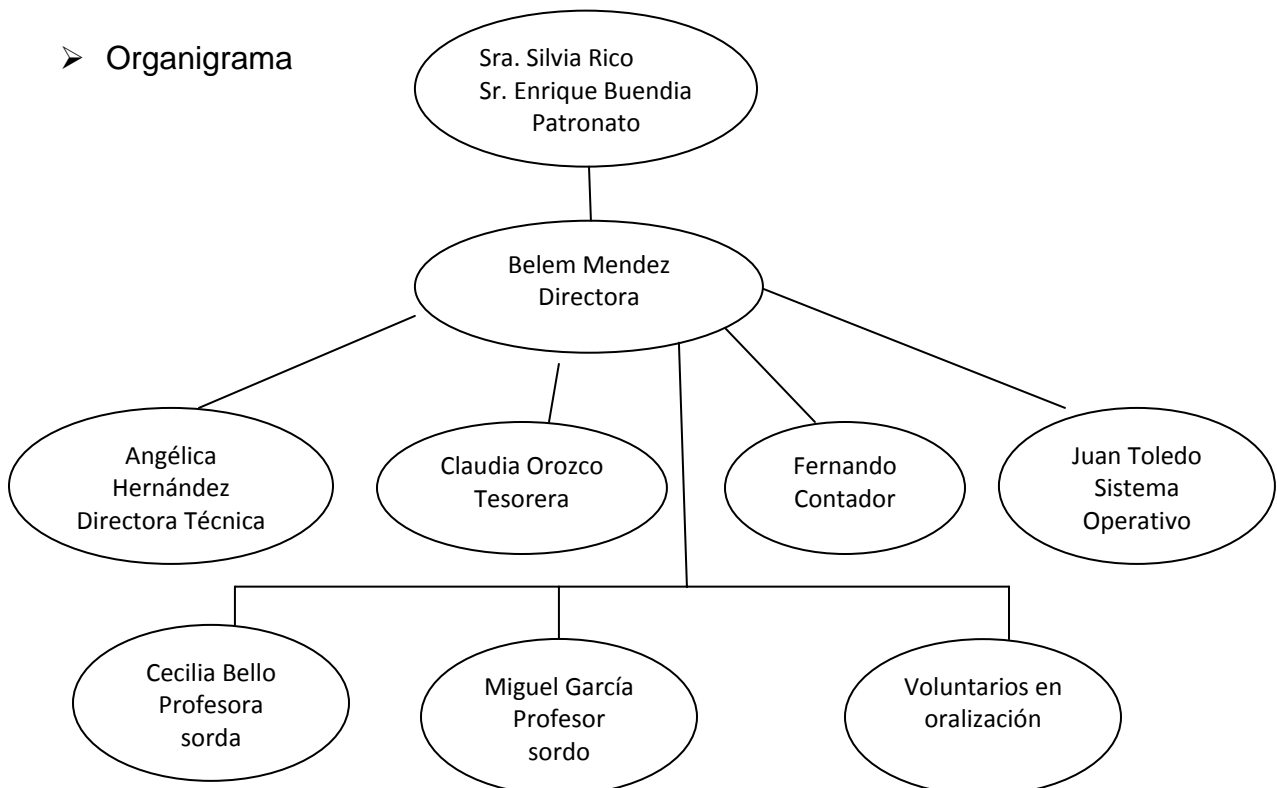 ➢ Organigrama
Sra. Silvia Rico
Sr. Enrique Buendia
Patronato
Belem Mendez
Directora
Angélica
Hernández
Directora Técnica
Claudia Orozco
Tesorera
Fernando
Contador
Juan Toledo
Sistema
Operativo
Cecilia Bello
Profesora
sorda
Miguel García
Profesor
sordo
Voluntarios en
oralización